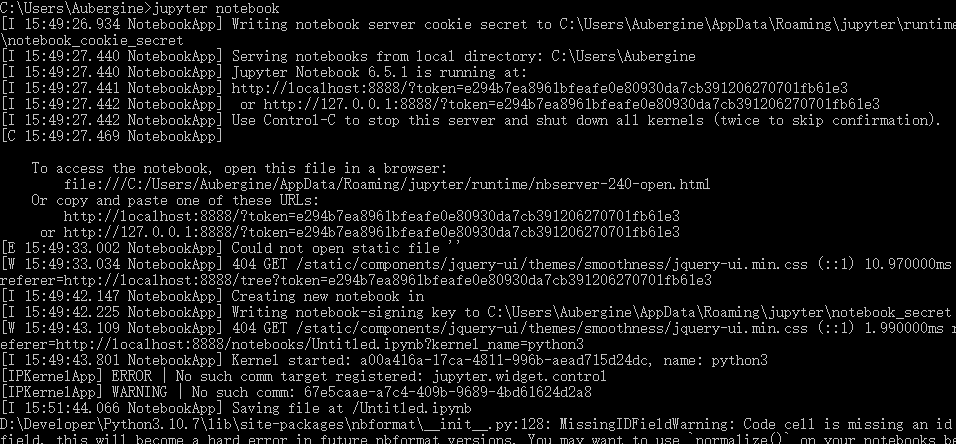 C:\Users\Aubergine>jupyter notebook
[I 15:49:26.934 NotebookApp] Writing notebook server cookie secret to C:\Users\Aubergine\AppData\Roaming\jupyter\runtime
\notebook_cookie_secret
[I 15:49:27.440 NotebookApp] Serving notebooks from local directory: C:\Users\Aubergine
[I 15:49:27.440 NotebookApp] Jupyter Notebook 6.5.1 is running at:
[I 15:49:27.441 NotebookApp] http://localhost:8888/?token=e294b7ea8961bfeafe0e80930da7cb391206270701fb61e3
[I 15:49:27.442 NotebookApp]  or http://127.0.0.1:8888/?token=e294b7ea8961bfeafe0e80930da7cb391206270701fb61e3
[I 15:49:27.442 NotebookApp] Use Control-C to stop this server and shut down all kernels (twice to skip confirmation).
[C 15:49:27.469 NotebookApp]
To access the notebook, open this file in a browser:
file:///C:/Users/Aubergine/AppData/Roaming/jupyter/runtime/nbserver-240-open.html
Or copy and paste one of these URLs:
http://localhost:8888/?token=e294b7ea8961bfeafe0e80930da7cb391206270701fb61e3
or http://127.0.0.1:8888/?token=e294b7ea8961bfeafe0e80930da7cb391206270701fb61e3
[E 15:49:33.002 NotebookApp] Could not open static file ''
[W 15:49:33.034 NotebookApp] 404 GET /static/components/jquery-ui/themes/smoothness/jquery-ui.min.css (::1) 10.970000ms
referer=http://localhost:8888/tree?token=e294b7ea8961bfeafe0e80930da7cb391206270701fb61e3
[I 15:49:42.147 NotebookApp] Creating new notebook in
[I 15:49:42.225 NotebookApp] Writing notebook-signing key to C:\Users\Aubergine\AppData\Roaming\jupyter\notebook_secret
[W 15:49:43.109 NotebookApp] 404 GET /static/components/jquery-ui/themes/smoothness/jquery-ui.min.css (::1) 1.990000ms r
eferer=http://localhost:8888/notebooks/Untitled.ipynb?kernel_name=python3
[I 15:49:43.801 NotebookApp] Kernel started: a00a416a-17ca-4811-996b-aead715d24dc, name: python3
[IPKernelApp] ERROR | No such comm target registered: jupyter.widget.control
[IPKernelApp] WARNING | No such comm: 67e5caae-a7c4-409b-9689-4bd61624d2a8
[I 15:51:44.066 NotebookApp] Saving file at /Untitled.ipynb
D:\Developer\Python3.10.7\lib\site-packages\nbformat\__init__.py:128: MissingIDFieldWarning: Code cell is missing an id
field, this will become a hard error in future nbformat versions. You may want to use `normalize()` on your notebooks be